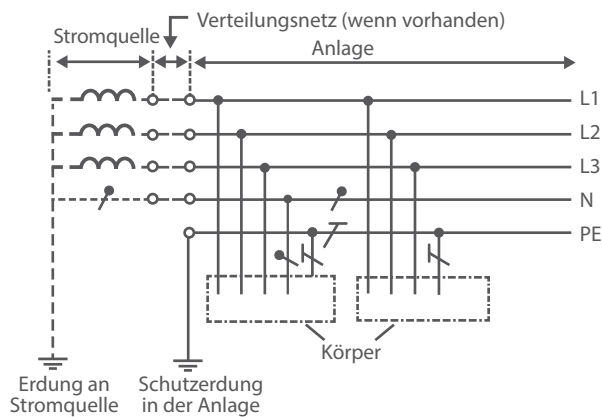 Verteilungsnetz (wenn vorhanden)
Stromquelle
Anlage
L1
L2
L3
N
PE
Körper
Erdung an
Stromquelle
Schutzerdung
in der Anlage